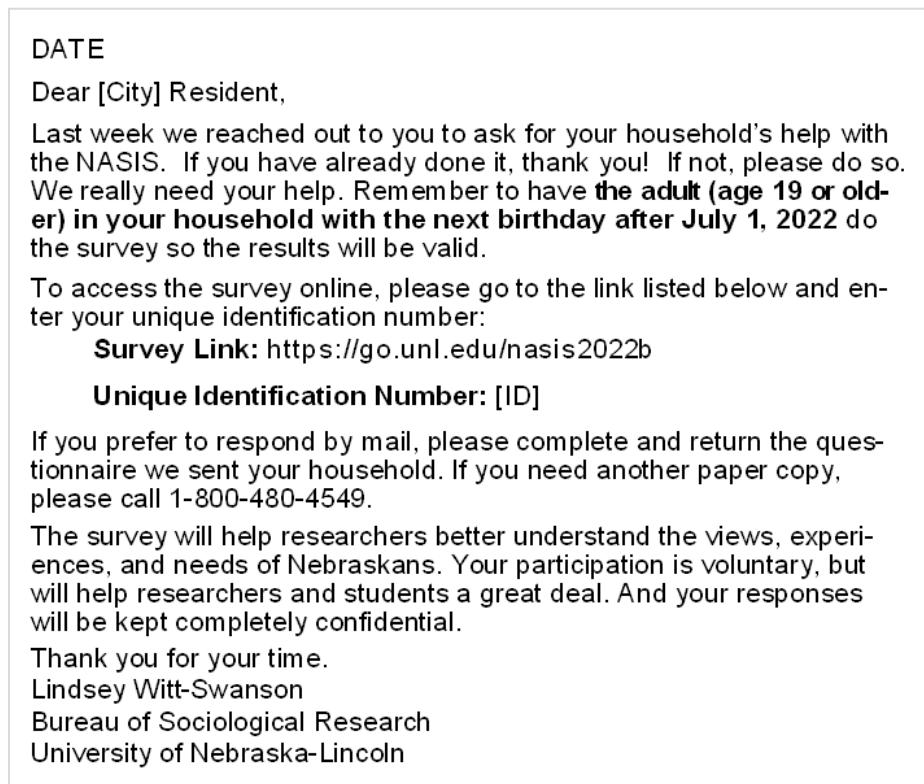 DATE
Dear [City] Resident,
Last week we reached out to you to ask for your household's help with
the NASIS.  If you have already done it, thank you!  If not, please do so.
We really need your help. Remember to have the adult (age 19 or old-
er) in your household with the next birthday after July 1, 2022 do
the survey so the results will be valid.
To access the survey online, please go to the link listed below and en-
ter your unique identification number:
Survey Link: https://go.unl.edu/nasis2022b
Unique Identification Number: [ID]
If you prefer to respond by mail, please complete and return the ques-
tionnaire we sent your household. If you need another paper copy,
please call 1-800-480-4549.
The survey will help researchers better understand the views, experi-
ences, and needs of Nebraskans. Your participation is voluntary, but
will help researchers and students a great deal. And your responses
will be kept completely confidential.
Thank you for your time.
Lindsey Witt-Swanson
Bureau of Sociological Research
University of Nebraska-Lincoln